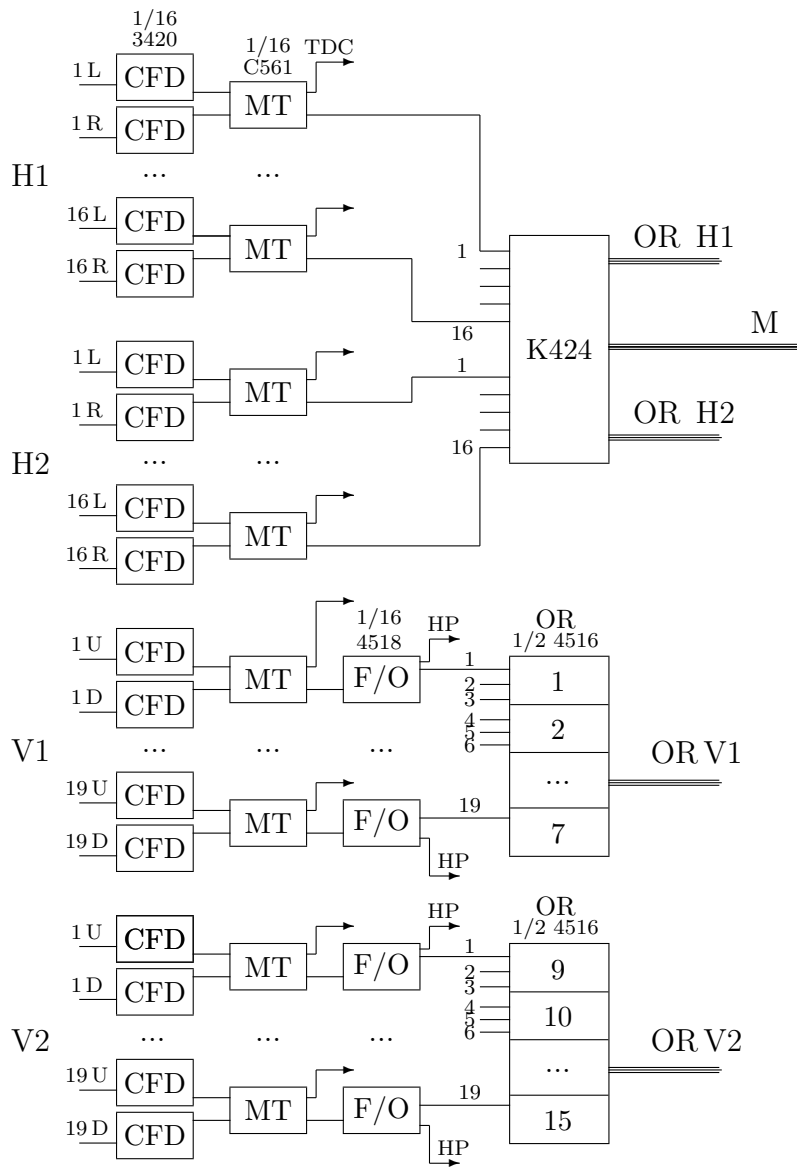 1/16
3420
1/16
C561
TDC
1 L
CFD
MT
1 R
CFD
... ...
H1
16 L
CFD
MT
16 R
CFD
1
16
1
16
K424
OR H1
M
OR H2
1 L
CFD
MT
1 R
CFD
... ...
H2
16 L
CFD
MT
16 R
CFD
1/16
4518
HP
OR
1/2 4516
1 U
CFD
MT
F/O
1 D
CFD
1
2
3
4
5
6
1
2
...
7
V1
... ... ...
OR V1
19 U
CFD
MT
F/O
19
19 D
CFD
HP
HP
OR
1/2 4516
1 U
CFD
MT
F/O
1 D
CFD
1
2
3
4
5
6
9
10
...
15
V2
... ... ...
OR V2
19 U
CFD
MT
F/O
19
19 D
CFD
HP